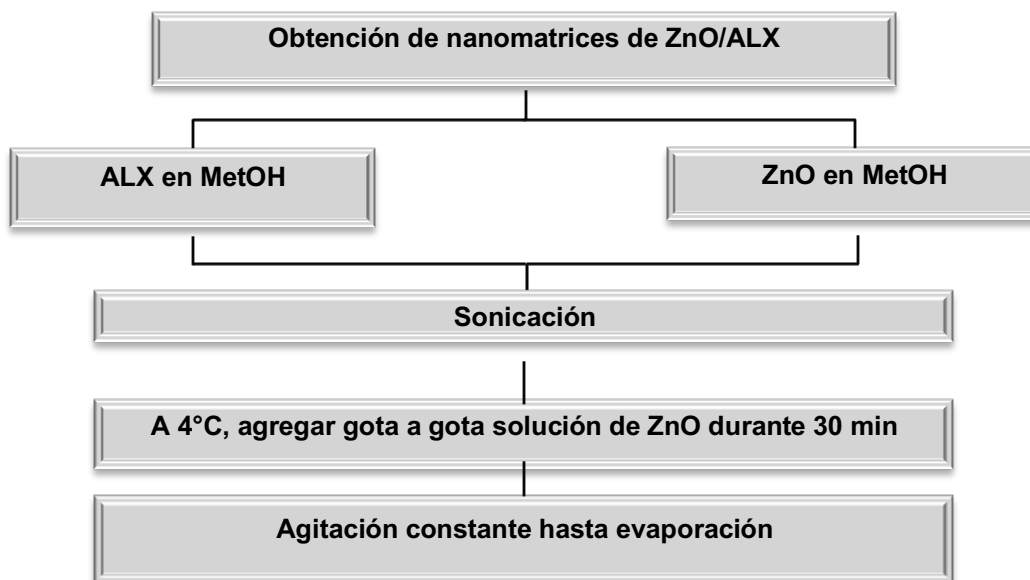 Obtención de nanomatrices de ZnO/ALX
ALX en MetOH
ZnO en MetOH
Sonicación
A 4°C, agregar gota a gota solución de ZnO durante 30 min
Agitación constante hasta evaporación